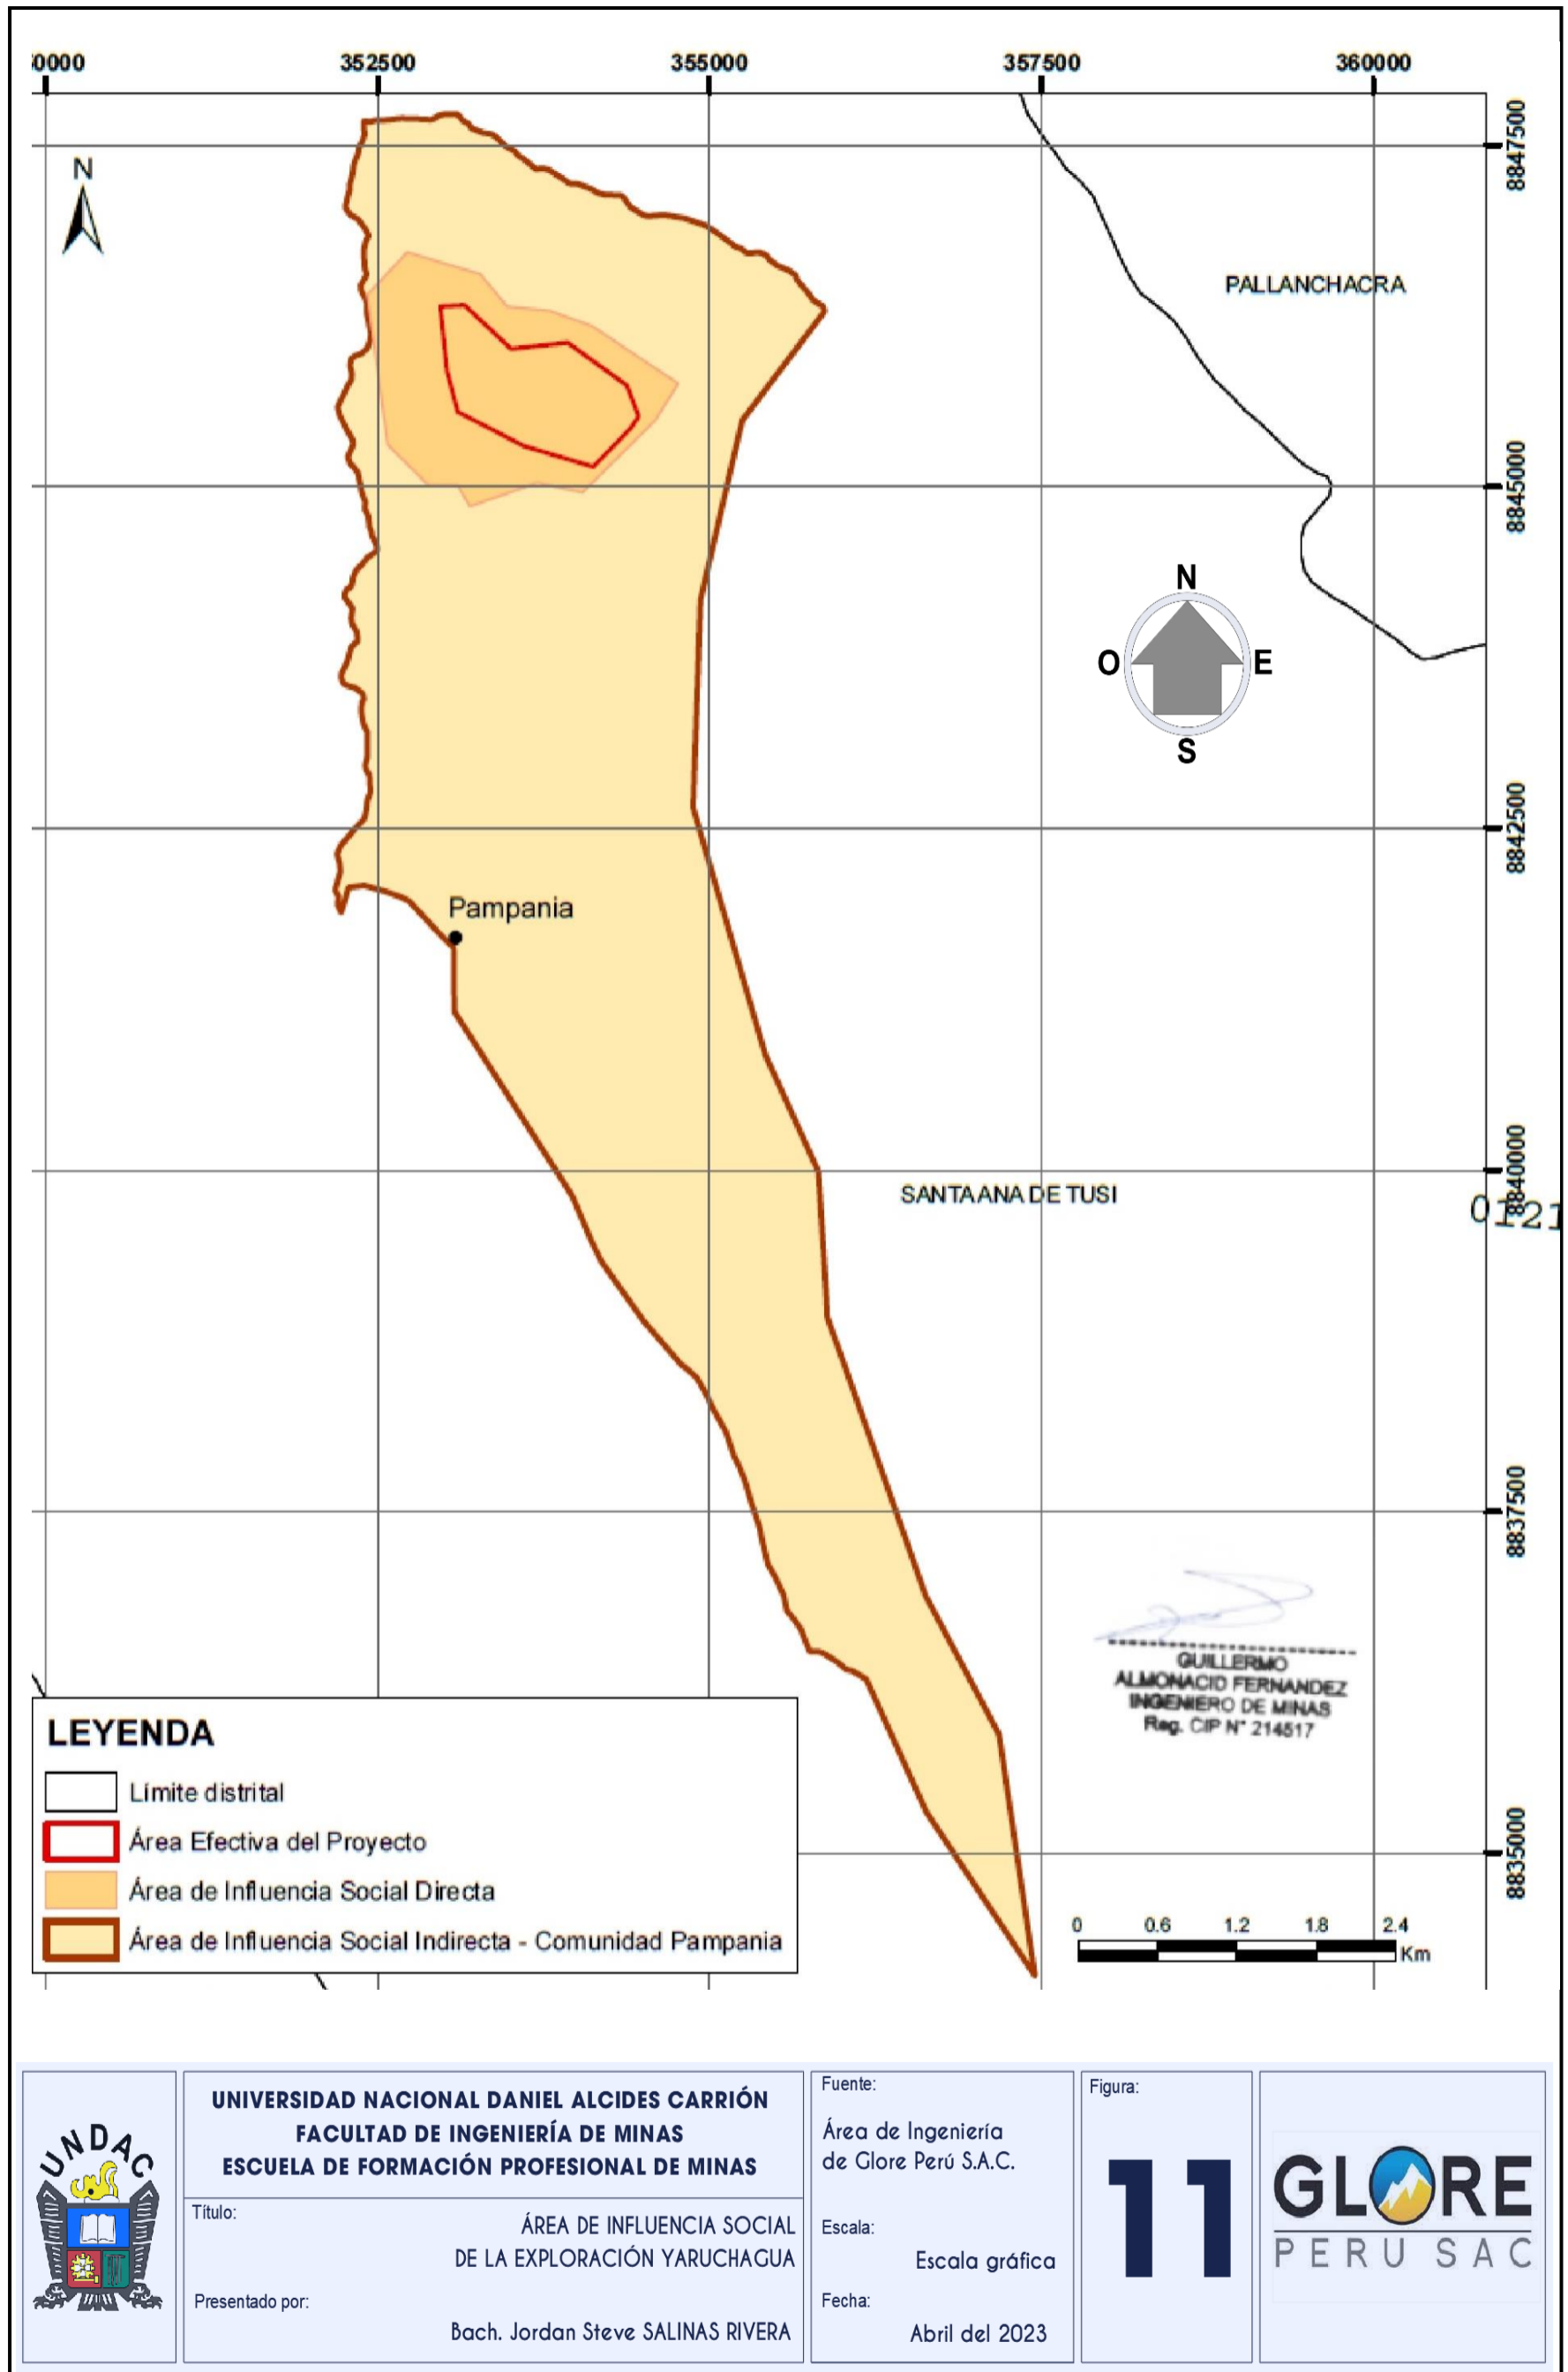 0000 352500 355000 357500 360000
N
8847500
PALLANCHACRA
8845000
N
O E
S
8842500
Pampania
8840000
SANTA ANA DE TUSI
8837500
GUILLERMO
ALMONACID FERNANDEZ
INGENIERO DE MINAS
Reg. CIP N° 214517
LEYENDA
Límite distrital
Área Efectiva del Proyecto
Área de Influencia Social Directa
Área de Influencia Social Indirecta - Comunidad Pampania
8835000
0 0.6 1.2 1.8 2.4
Km
UNDAC
UNIVERSIDAD NACIONAL DANIEL ALCIDES CARRIÓN
FACULTAD DE INGENIERÍA DE MINAS
ESCUELA DE FORMACIÓN PROFESIONAL DE MINAS
Título:
ÁREA DE INFLUENCIA SOCIAL
DE LA EXPLORACIÓN YARUCHAGUA
Presentado por:
Bach. Jordan Steve SALINAS RIVERA
Fuente:
Área de Ingeniería
de Glore Perú S.A.C.
Escala:
Escala gráfica
Fecha:
Abril del 2023
Figura:
11
GLORE
PERU SAC